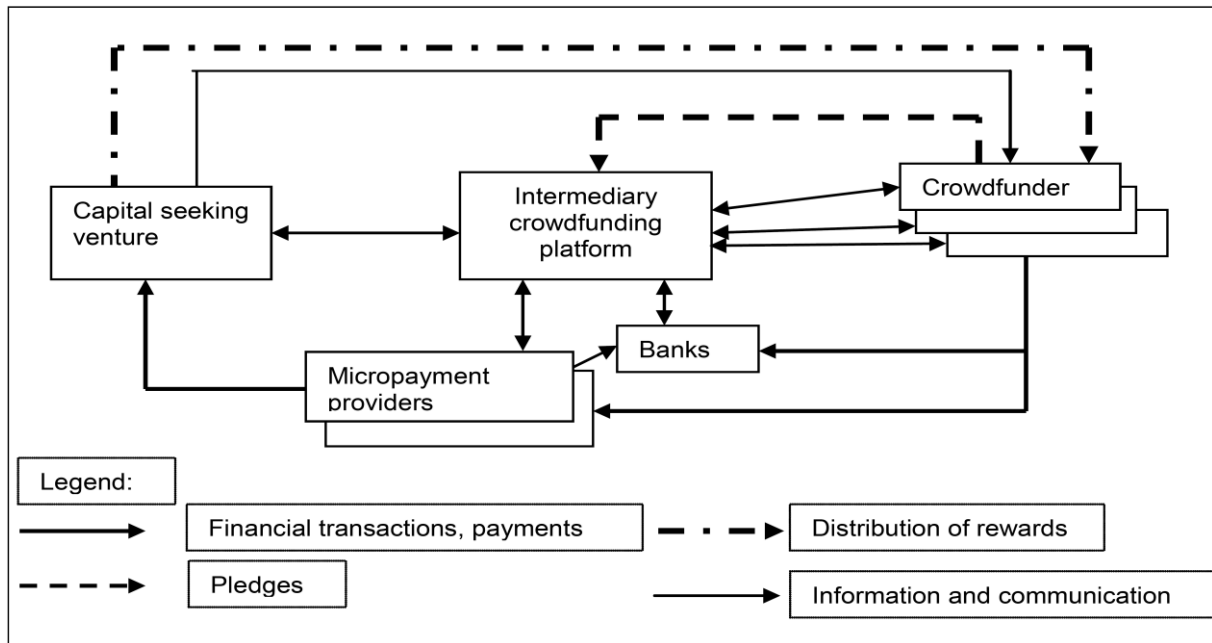 Capital seeking
venture
Intermediary
crowdfunding
platform
Crowdfunder
Banks
Micropayment
providers
Legend:
Financial transactions, payments
Distribution of rewards
Pledges
Information and communication